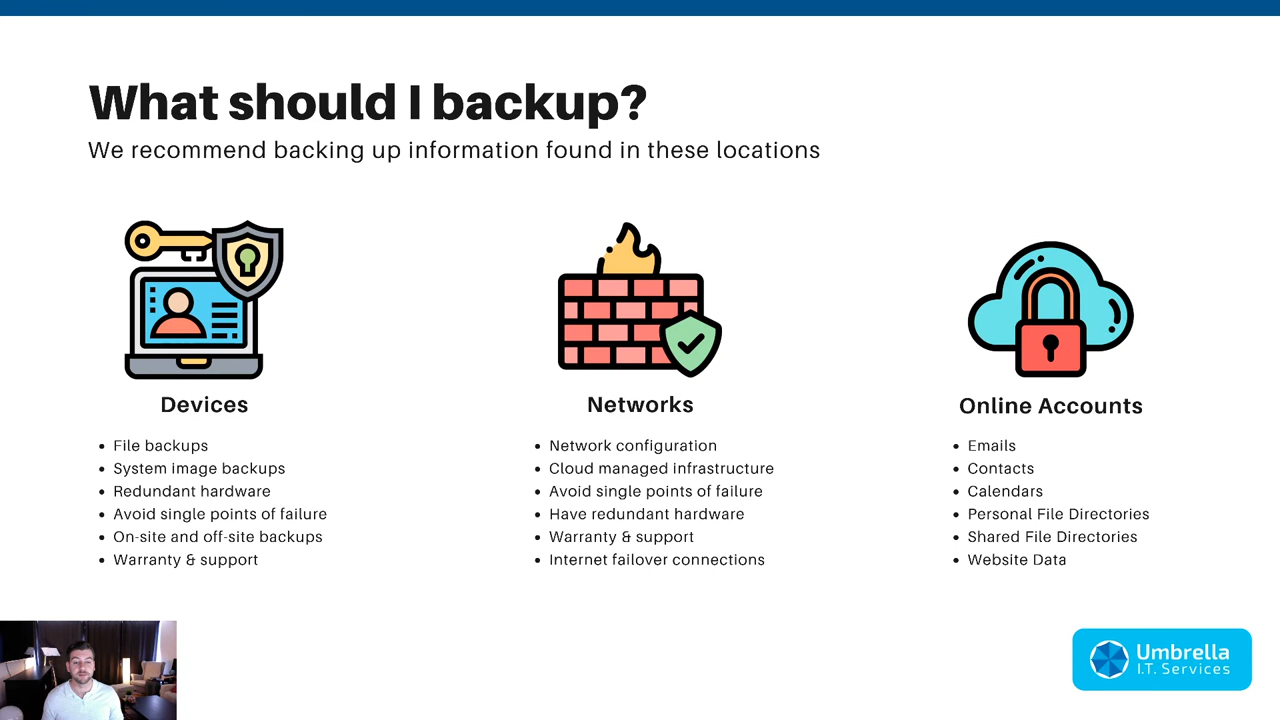 What should I backup?
We recommend backing up information found in these locations
Devices
File backups
System image backups
Redundant hardware
Avoid single points of failure
On-site and off-site backups
Warranty & support
Networks
Network configuration
Cloud managed infrastructure
Avoid single points of failure
Have redundant hardware
Warranty & support
Internet failover connections
Online Accounts
Emails
Contacts
Calendars
Personal File Directories
Shared File Directories
Website Data
Umbrella
I.T. Services